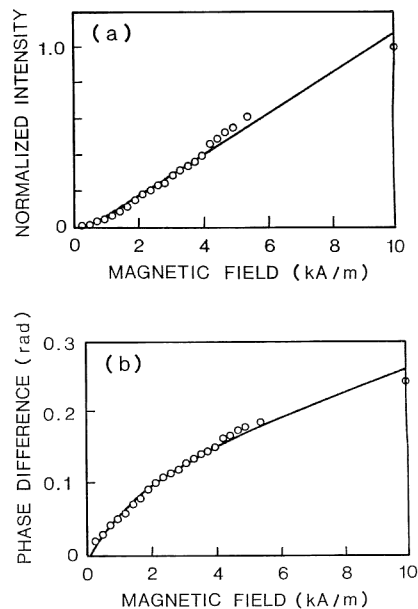 (a)
NORMALIZED INTENSITY
1.0
0
0 2 4 6 8 10
MAGNETIC FIELD (kA/m)
(b)
PHASE DIFFERENCE (rad)
0.3
0.2
0.1
0
0 2 4 6 8 10
MAGNETIC FIELD (kA/m)